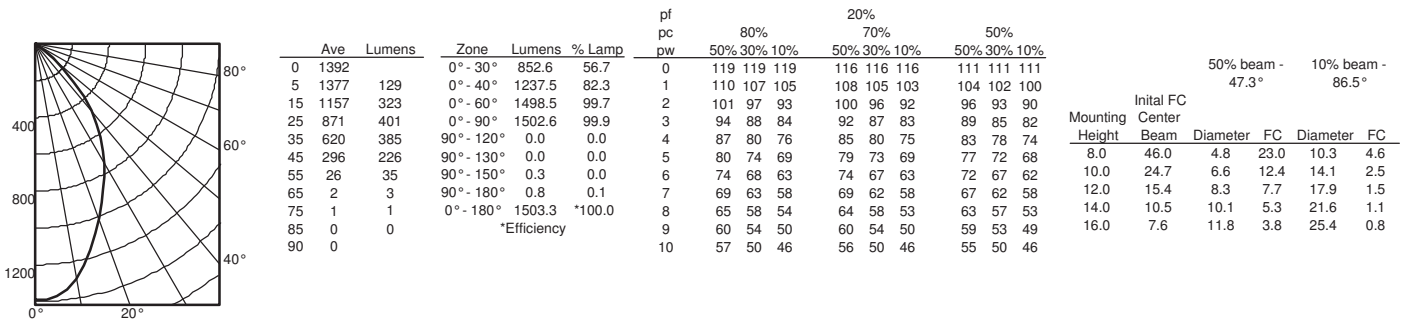 400
800
1200
0° 20°
40°
60°
80°
Ave Lumens
0 1392
5 1377 129
15 1157 323
25 871 401
35 620 385
45 296 226
55 26 35
65 2 3
75 1 1
85 0 0
90 0
Zone Lumens % Lamp
0° - 30° 852.6 56.7
0° - 40° 1237.5 82.3
0° - 60° 1498.5 99.7
0° - 90° 1502.6 99.9
90° - 120° 0.0 0.0
90° - 130° 0.0 0.0
90° - 150° 0.3 0.0
90° - 180° 0.8 0.1
0° - 180° 1503.3 *100.0
*Efficiency
pf 20%
pc 80% 70% 50%
pw 50% 30% 10% 50% 30% 10% 50% 30% 10%
0 119 119 119 116 116 116 111 111 111
1 110 107 105 108 105 103 104 102 100
2 101 97 93 100 96 92 96 93 90
3 94 88 84 92 87 83 89 85 82
4 87 80 76 85 80 75 83 78 74
5 80 74 69 79 73 69 77 72 68
6 74 68 63 74 67 63 72 67 62
7 69 63 58 69 62 58 67 62 58
8 65 58 54 64 58 53 63 57 53
9 60 54 50 60 54 50 59 53 49
10 57 50 46 56 50 46 55 50 46
50% beam - 10% beam -
47.3° 86.5°
Inital FC
Mounting Center
Height Beam Diameter FC Diameter FC
8.0 46.0 4.8 23.0 10.3 4.6
10.0 24.7 6.6 12.4 14.1 2.5
12.0 15.4 8.3 7.7 17.9 1.5
14.0 10.5 10.1 5.3 21.6 1.1
16.0 7.6 11.8 3.8 25.4 0.8